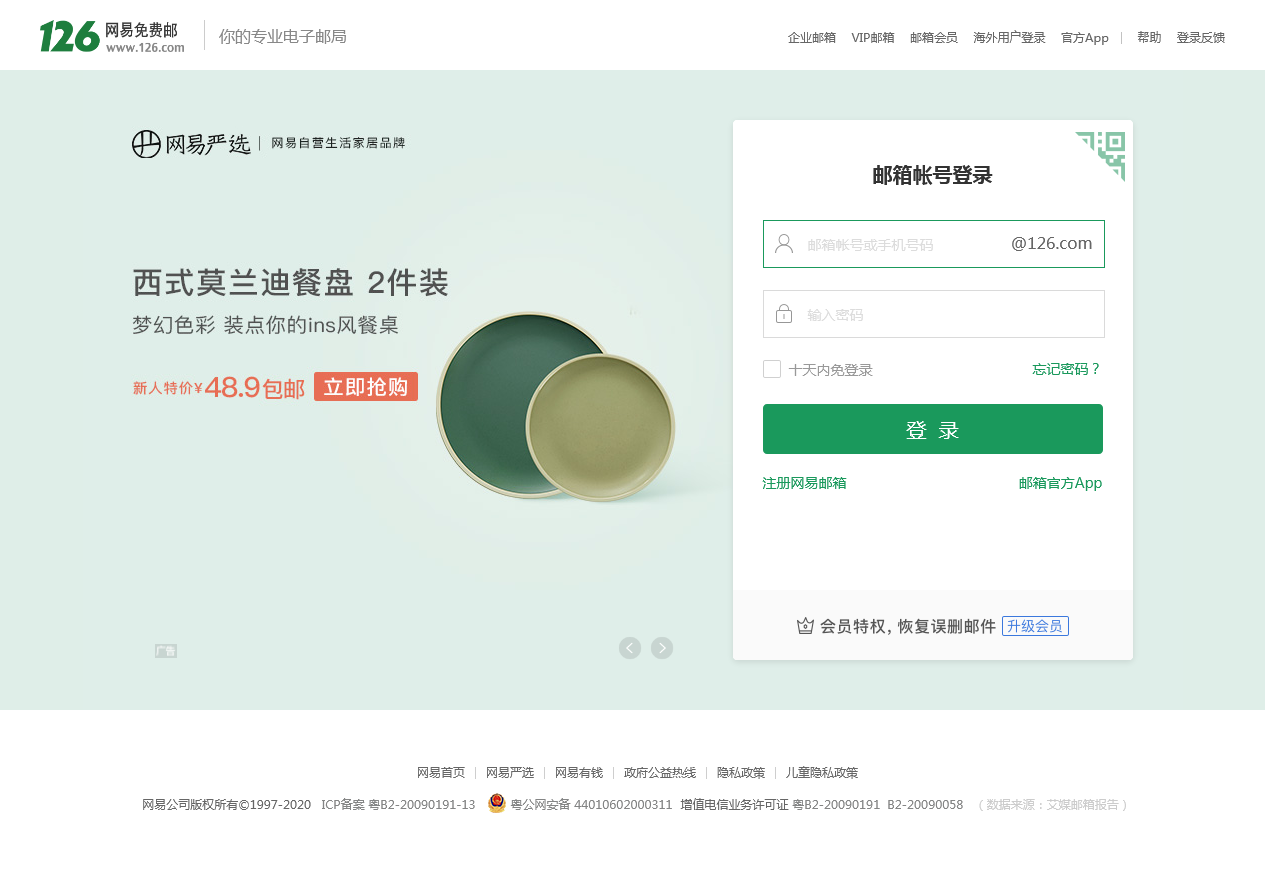 126 网易免费邮
www.126.com
你的专业电子邮局
企业邮箱 VIP邮箱 邮箱会员 海外用户登录 官方App | 帮助 登录反馈
网易严选 | 网易自营生活家居品牌
西式莫兰迪餐盘 2件装
梦幻色彩 装点你的ins风餐桌
新人特价¥48.9包邮 立即抢购
广告
邮箱帐号登录
邮箱帐号或手机号码 @126.com
输入密码
十天内免登录 忘记密码？
登 录
注册网易邮箱 邮箱官方App
会员特权, 恢复误删邮件 升级会员
网易首页 | 网易严选 | 网易有钱 | 政府公益热线 | 隐私政策 | 儿童隐私政策
网易公司版权所有©1997-2020 ICP备案 粤B2-20090191-13 粤公网安备 44010602000311 增值电信业务许可证 粤B2-20090191 B2-20090058 （数据来源：艾媒邮箱报告）